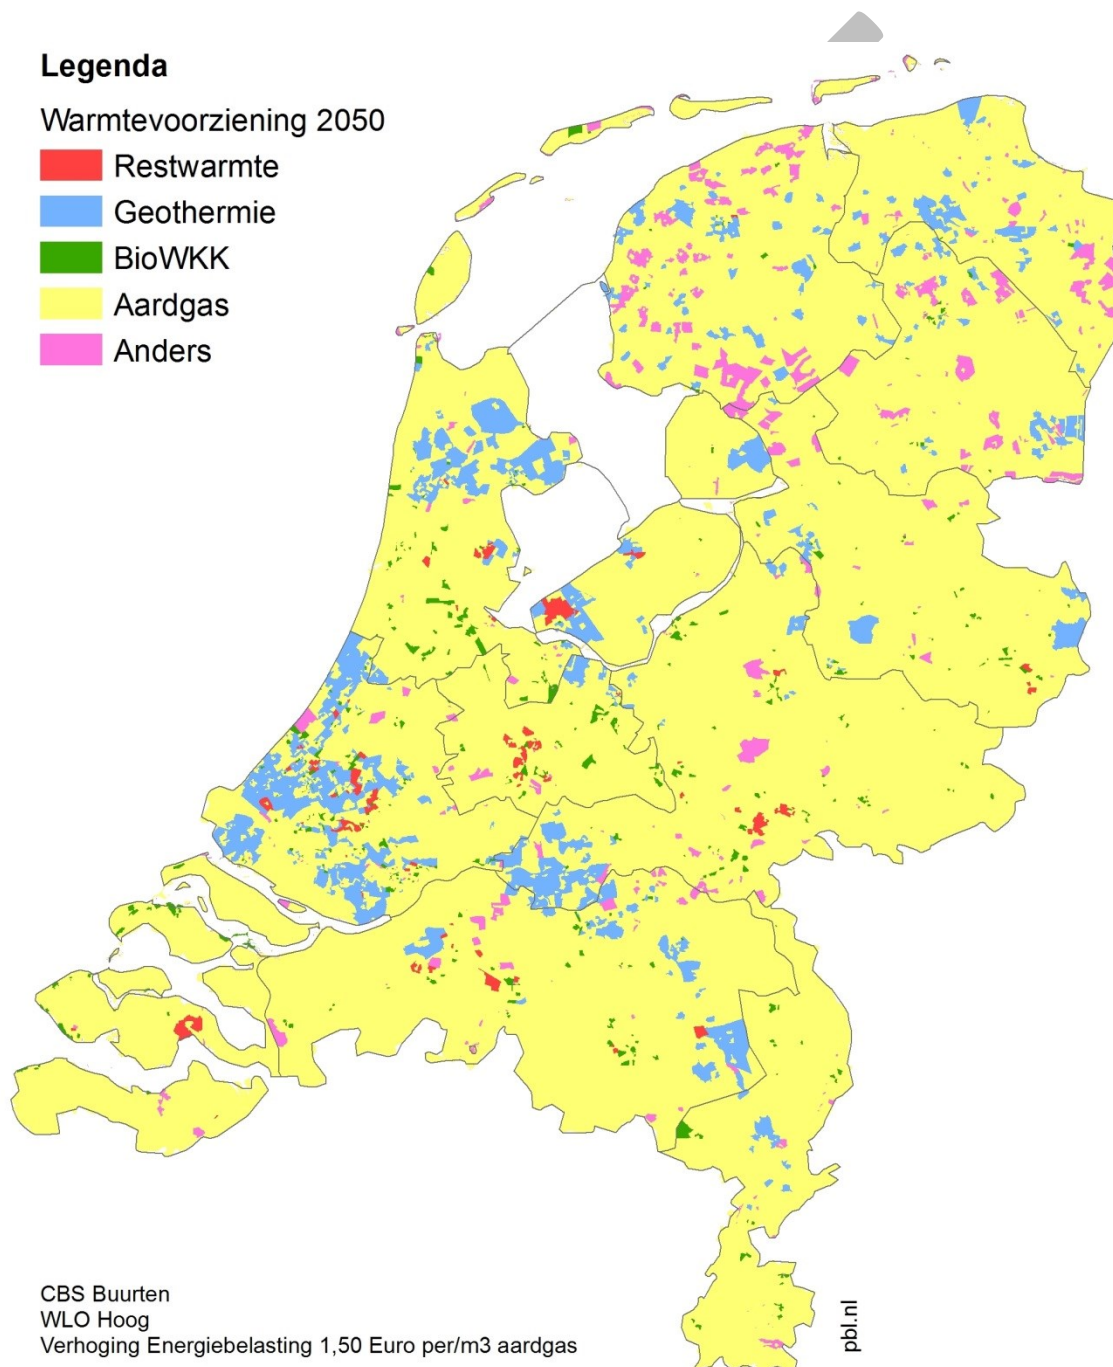 Legenda
Warmtevoorziening 2050
Restwarmte
Geothermie
BioWKK
Aardgas
Anders
CBS Buurten
WLO Hoog
Verhoging Energiebelasting 1,50 Euro per/m3 aardgas
pbl.nl